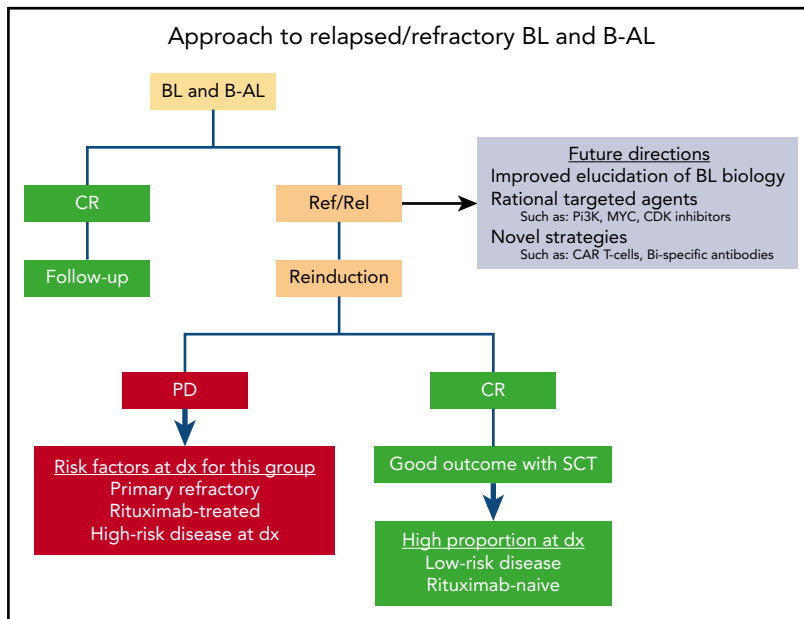 Approach to relapsed/refractory BL and B-AL
BL and B-AL
CR
Ref/Rel
Follow-up
Reinduction
Future directions
Improved elucidation of BL biology
Rational targeted agents
Such as: Pi3K, MYC, CDK inhibitors
Novel strategies
Such as: CAR T-cells, Bi-specific antibodies
PD
CR
Risk factors at dx for this group
Primary refractory
Rituximab-treated
High-risk disease at dx
Good outcome with SCT
High proportion at dx
Low-risk disease
Rituximab-naive